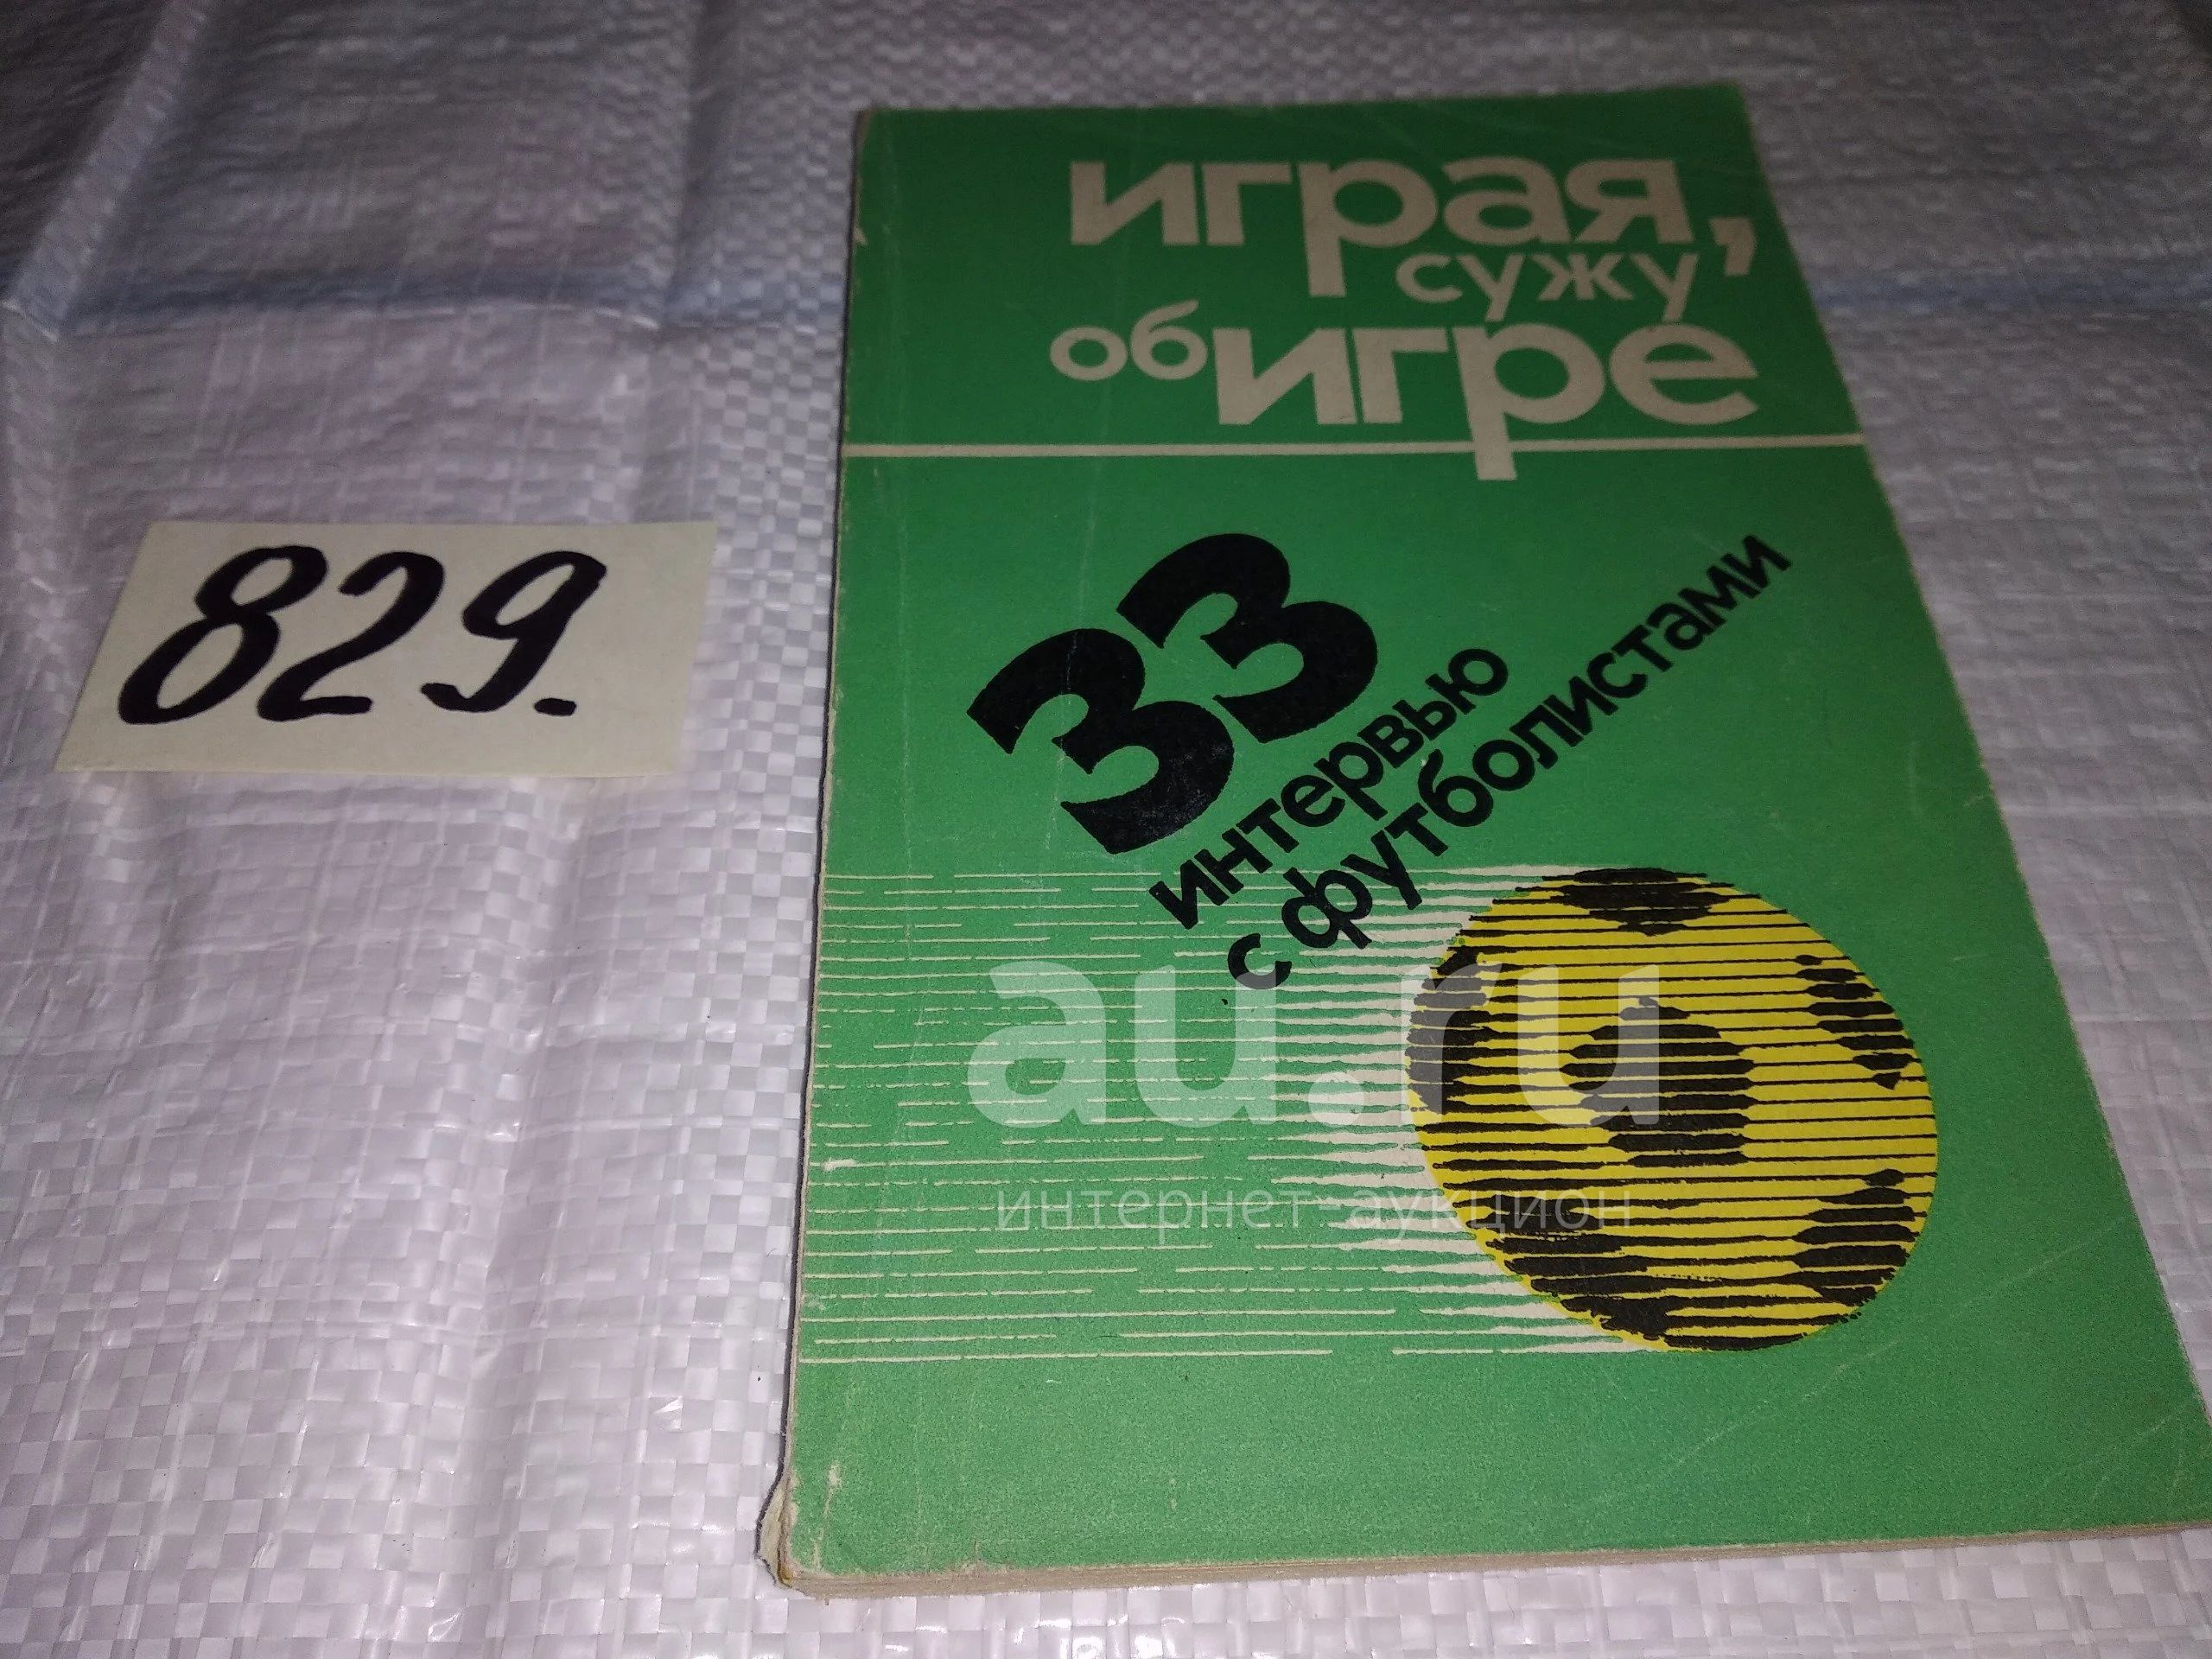 играя,
сужу
об игре
829.
33
интервью
с футболистами
au.ru
интернет-аукцион